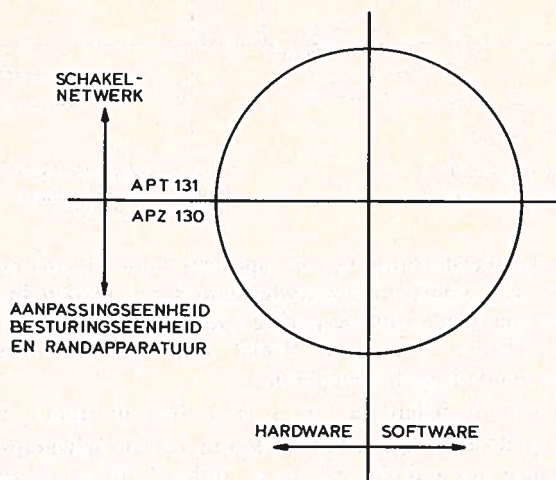 SCHAKEL-
NETWERK
APT 131
APZ 130
AANPASSINGSEENHEID
BESTURINGSEENHEID
EN RANDAPPARATUUR
HARDWARE SOFTWARE